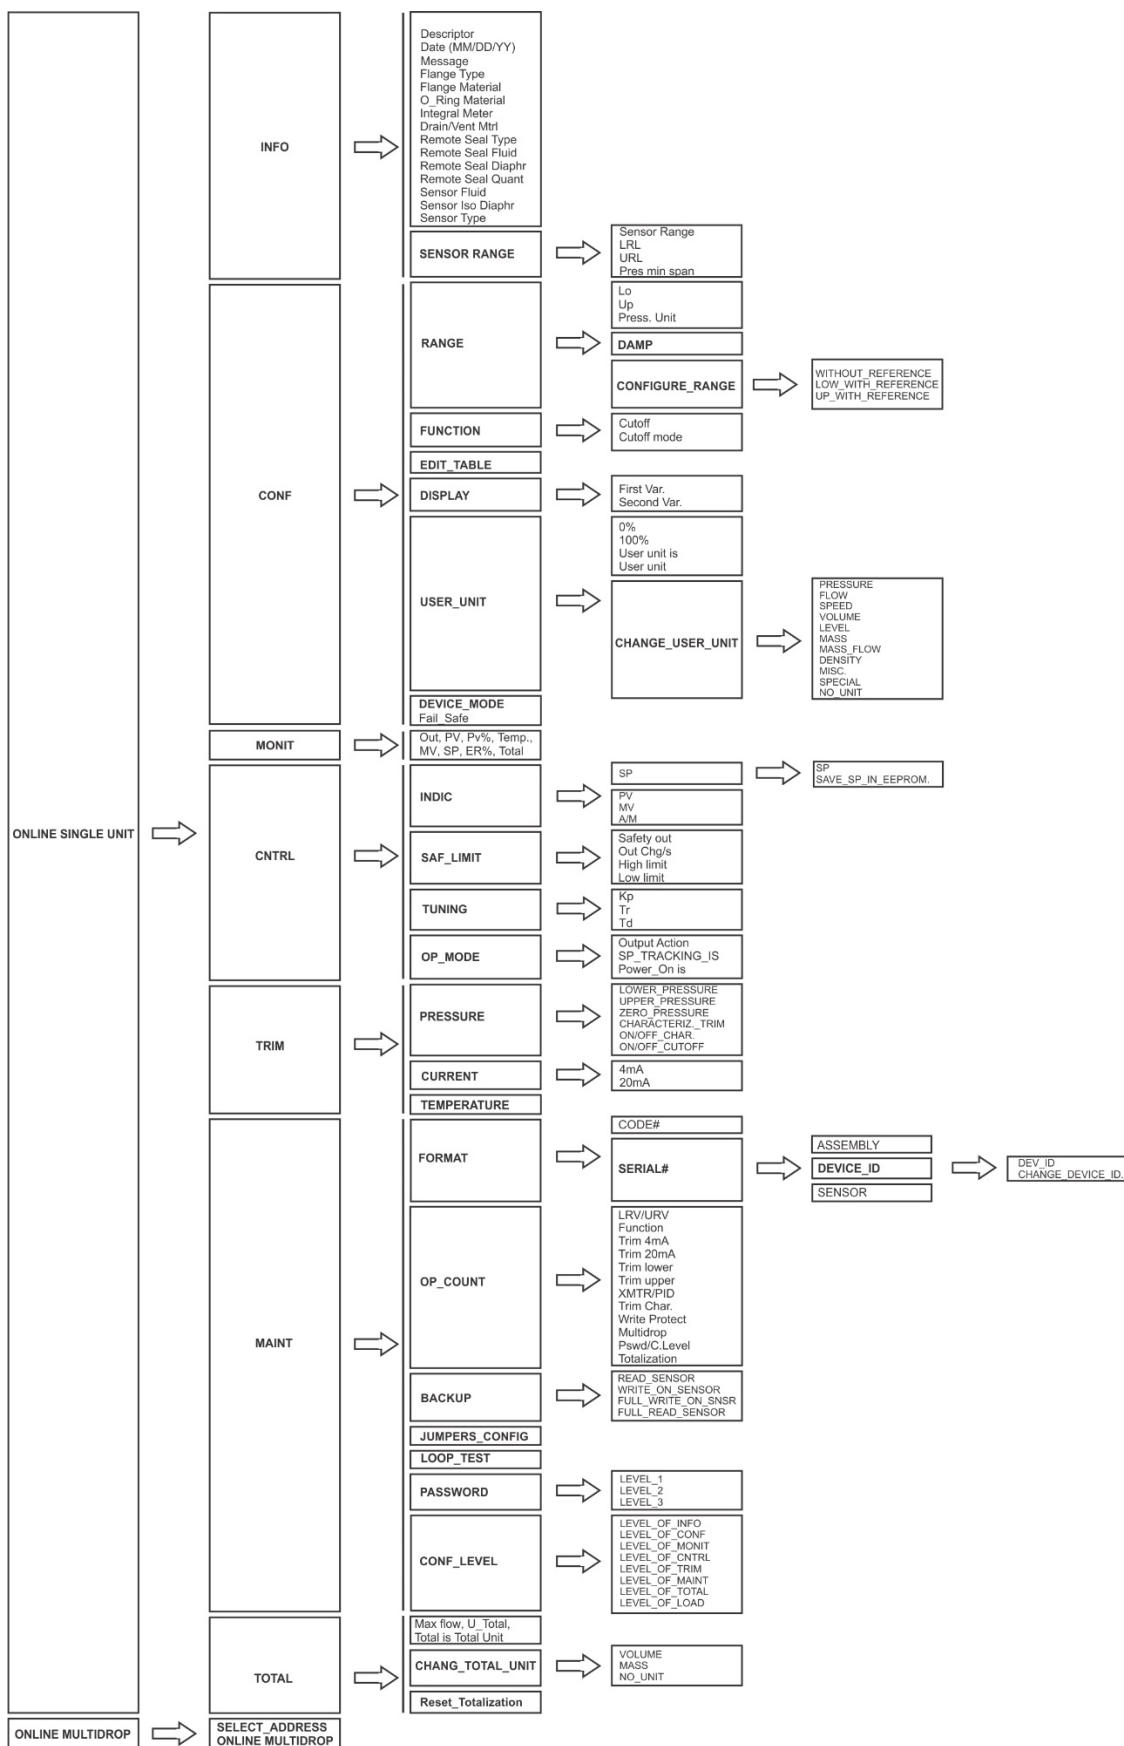 ONLINE SINGLE UNIT
INFO
Descriptor
Date (MM/DD/YY)
Message
Flange Type
Flange Material
O_Ring Material
Integral Meter
Drain/Vent Mtrl
Remote Seal Type
Remote Seal Fluid
Remote Seal Diaphr
Remote Seal Quant
Sensor Fluid
Sensor Iso Diaphr
Sensor Type
SENSOR RANGE
Sensor Range
LRL
URL
Pres min span
CONF
RANGE
Lo
Up
Press. Unit
DAMP
CONFIGURE_RANGE
WITHOUT_REFERENCE
LOW_WITH_REFERENCE
UP_WITH_REFERENCE
FUNCTION
Cutoff
Cutoff mode
EDIT_TABLE
DISPLAY
First Var.
Second Var.
USER_UNIT
0%
100%
User unit is
User unit
CHANGE_USER_UNIT
PRESSURE
FLOW
SPEED
VOLUME
LEVEL
MASS
MASS_FLOW
DENSITY
MISC.
SPECIAL
NO_UNIT
DEVICE_MODE
Fail_Safe
MONIT
Out, PV, Pv%, Temp.,
MV, SP, ER%, Total
CNTRL
INDIC
SP
SP
SAVE_SP_IN_EEPROM.
PV
MV
A/M
SAF_LIMIT
Safety out
Out Chg/s
High limit
Low limit
TUNING
Kp
Tr
Td
OP_MODE
Output Action
SP_TRACKING_IS
Power_On is
TRIM
PRESSURE
LOWER_PRESSURE
UPPER_PRESSURE
ZERO_PRESSURE
CHARACTERIZ._TRIM
ON/OFF_CHAR.
ON/OFF_CUTOFF
CURRENT
4mA
20mA
TEMPERATURE
MAINT
FORMAT
CODE#
SERIAL#
ASSEMBLY
DEVICE_ID
DEV_ID
CHANGE_DEVICE_ID.
SENSOR
OP_COUNT
LRV/URV
Function
Trim 4mA
Trim 20mA
Trim lower
Trim upper
XMTR/PID
Trim Char.
Write Protect
Multidrop
Pswd/C.Level
Totalization
BACKUP
READ_SENSOR
WRITE_ON_SENSOR
FULL_WRITE_ON_SNSR
FULL_READ_SENSOR
JUMPERS_CONFIG
LOOP_TEST
PASSWORD
LEVEL_1
LEVEL_2
LEVEL_3
CONF_LEVEL
LEVEL_OF_INFO
LEVEL_OF_CONF
LEVEL_OF_MONIT
LEVEL_OF_CNTRL
LEVEL_OF_TRIM
LEVEL_OF_MAINT
LEVEL_OF_TOTAL
LEVEL_OF_LOAD
TOTAL
Max flow, U_Total,
Total is Total Unit
CHANG_TOTAL_UNIT
VOLUME
MASS
NO_UNIT
Reset_Totalization
ONLINE MULTIDROP
SELECT_ADDRESS
ONLINE MULTIDROP